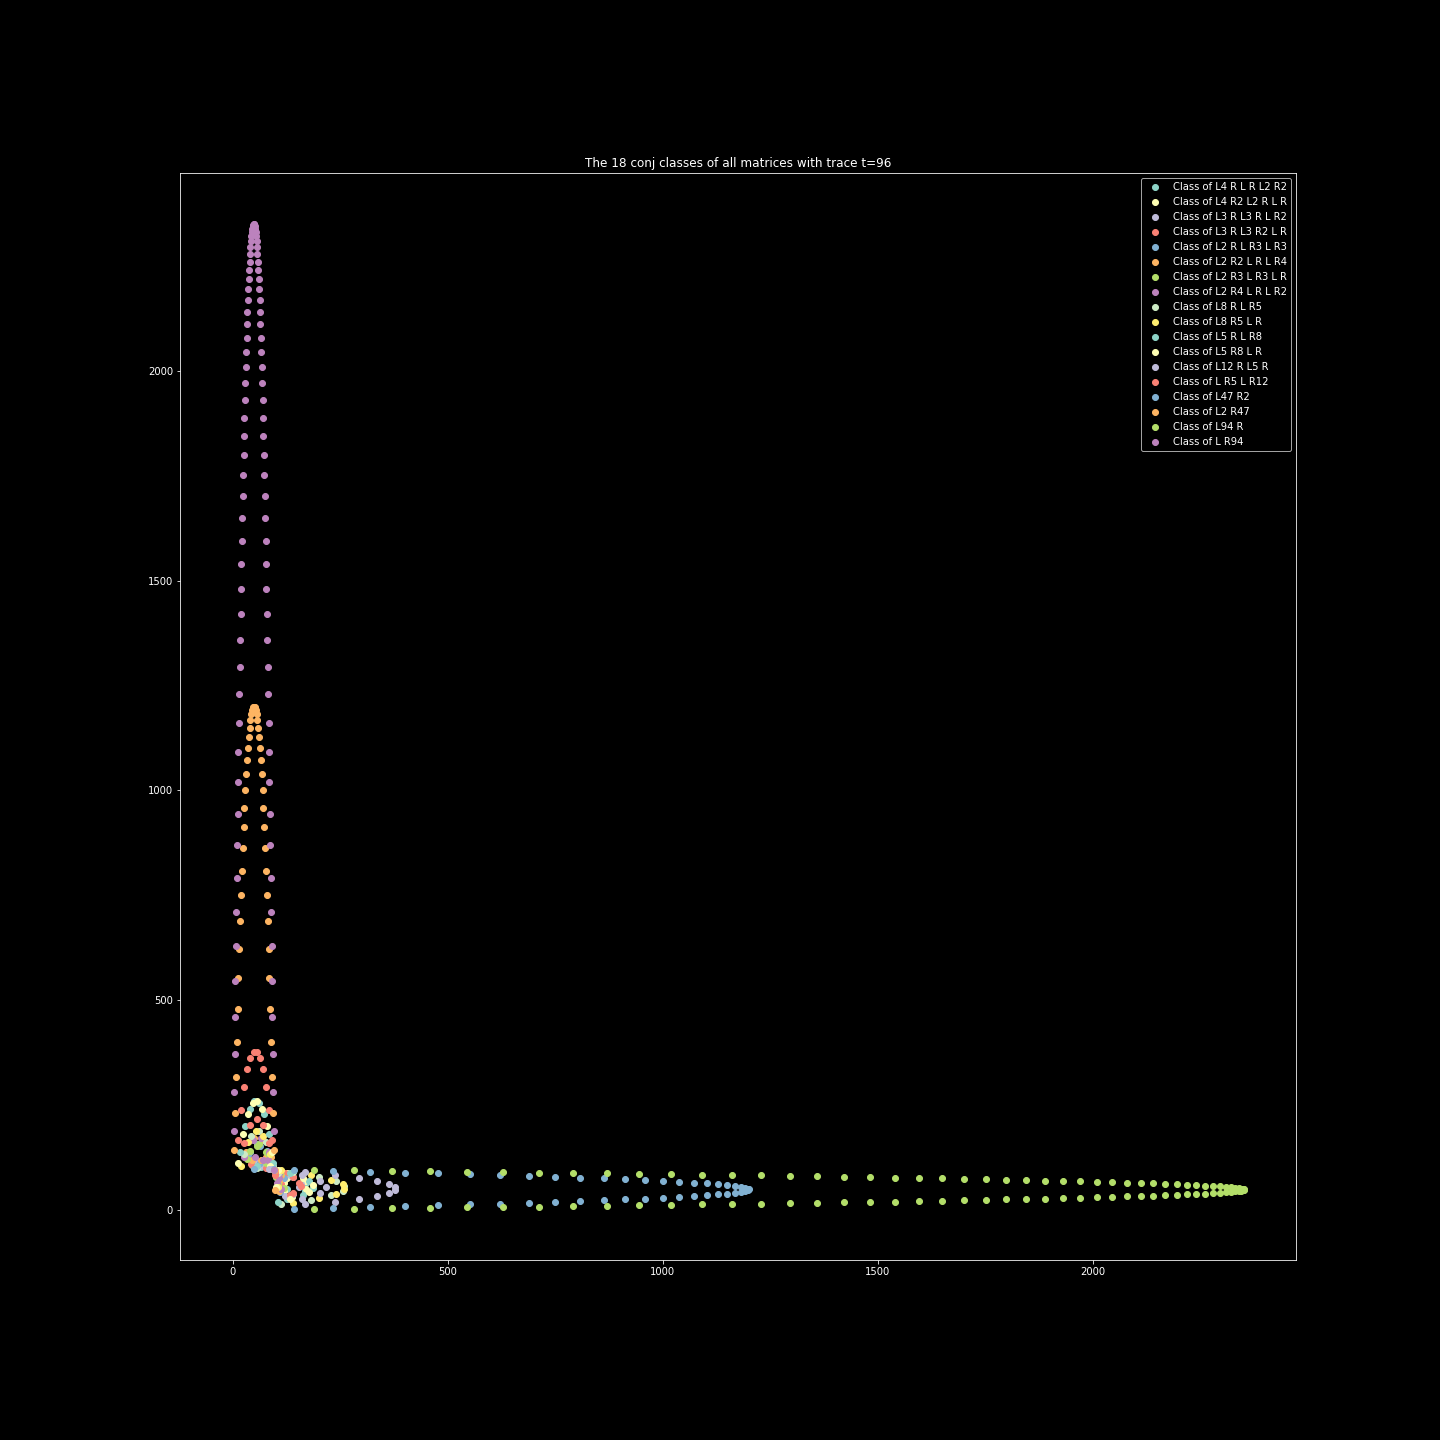 The 18 conj classes of all matrices with trace t=96
Class of L4 R L R L2 R2
Class of L4 R2 L2 R L R
Class of L3 R L3 R L R2
Class of L3 R L3 R2 L R
Class of L2 R L R3 L R3
Class of L2 R2 L R L R4
Class of L2 R3 L R3 L R
Class of L2 R4 L R L R2
Class of L8 R L R5
Class of L8 R5 L R
Class of L5 R L R8
Class of L5 R8 L R
Class of L12 R L5 R
Class of L R5 L R12
Class of L47 R2
Class of L2 R47
Class of L94 R
Class of L R94
2000
1500
1000
500
0
0
500
1000
1500
2000